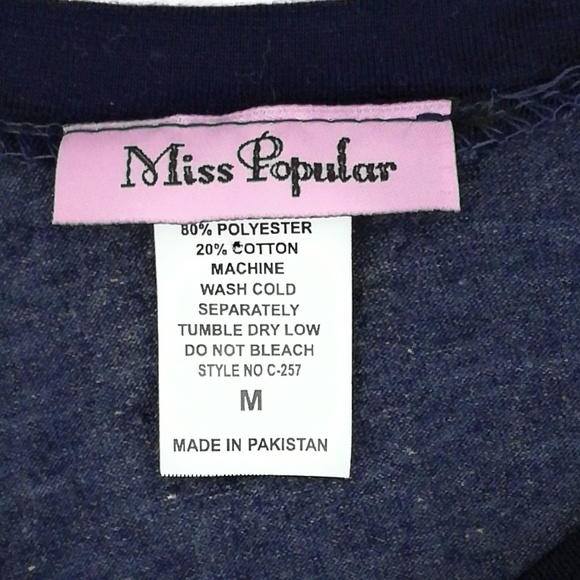 Miss Popular
80% POLYESTER
20% COTTON
MACHINE
WASH COLD
SEPARATELY
TUMBLE DRY LOW
DO NOT BLEACH
STYLE NO C-257
M
MADE IN PAKISTAN